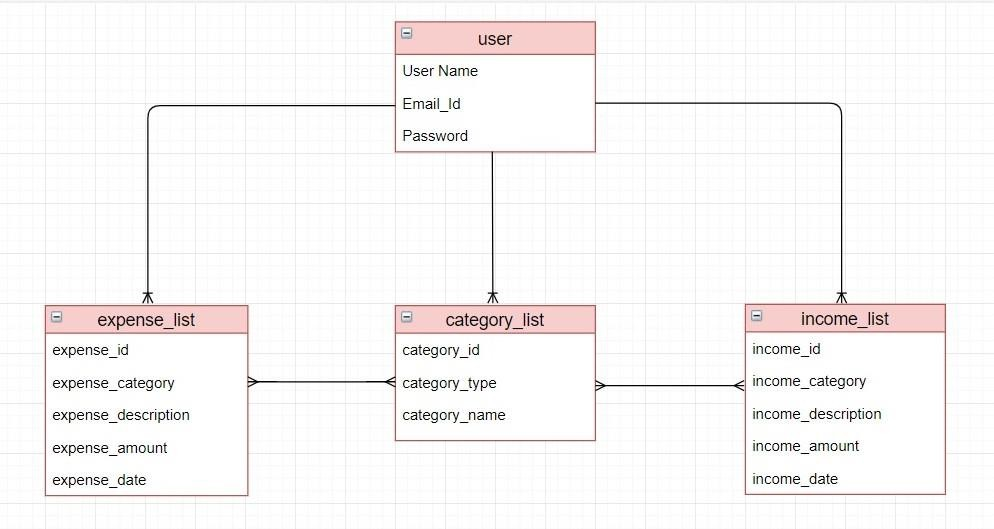 user
User Name
Email_Id
Password
expense_list
expense_id
expense_category
expense_description
expense_amount
expense_date
category_list
category_id
category_type
category_name
income_list
income_id
income_category
income_description
income_amount
income_date